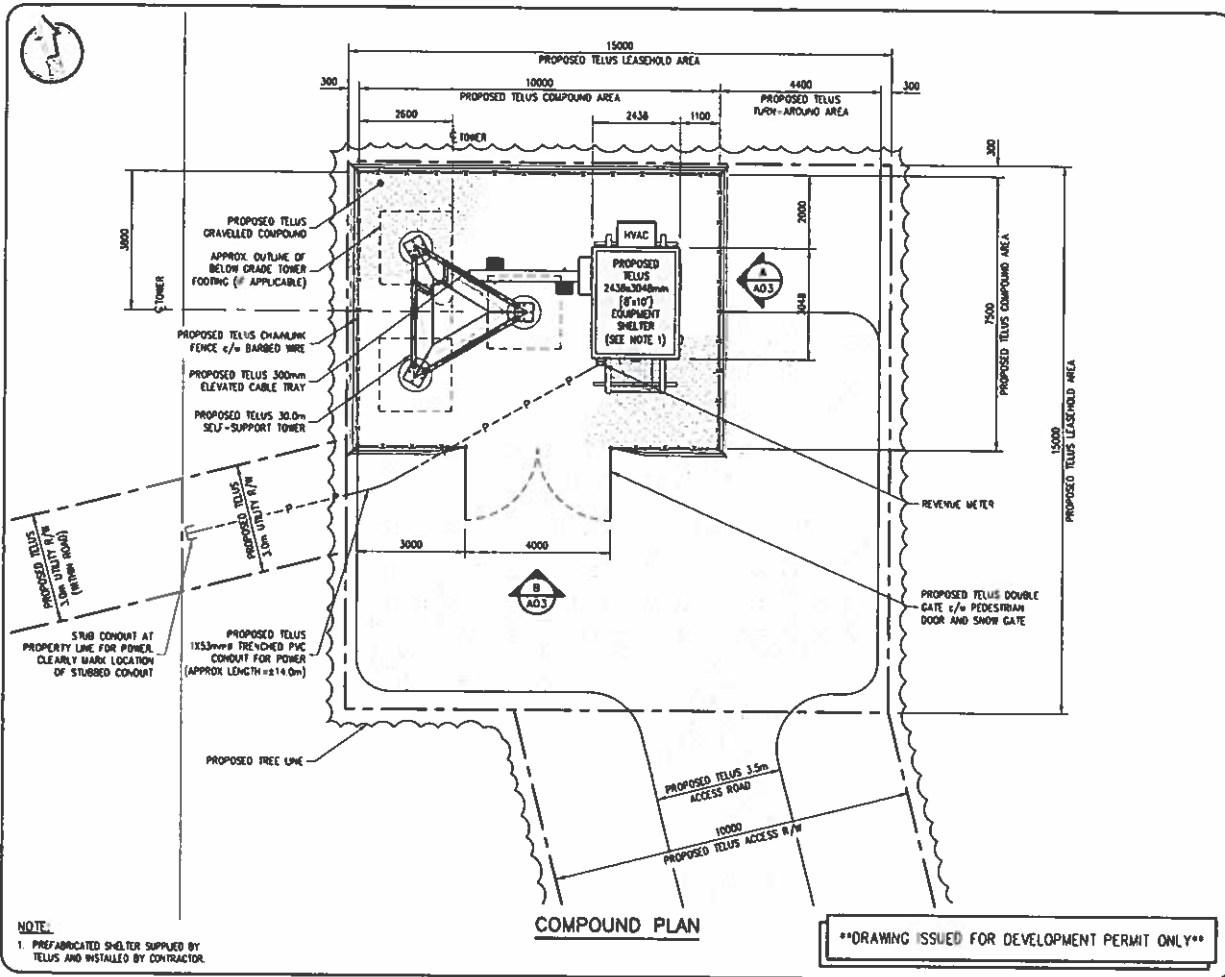 15000
PROPOSED TELUS LEASEHOLD AREA
300
10000
PROPOSED TELUS COMPOUND AREA
4400
PROPOSED TELUS
TURN-AROUND AREA
300
2600
2438
1100
℄ TOWER
300
3800
℄ TOWER
2000
3048
7500
PROPOSED TELUS COMPOUND AREA
15000
PROPOSED TELUS LEASEHOLD AREA
PROPOSED TELUS
GRAVELLED COMPOUND
APPROX. OUTLINE OF
BELOW GRADE TOWER
FOOTING (IF APPLICABLE)
PROPOSED TELUS CHAINLINK
FENCE c/w BARBED WIRE
PROPOSED TELUS 300mm
ELEVATED CABLE TRAY
PROPOSED TELUS 30.0m
SELF-SUPPORT TOWER
HVAC
PROPOSED
TELUS
2438x3048mm
[8'x10']
EQUIPMENT
SHELTER
(SEE NOTE 1)
A
A03
P
P
P
P
P
REVENUE METER
PROPOSED TELUS
3.0m UTILITY R/W
(WITHIN ROAD)
PROPOSED TELUS
3.0m UTILITY R/W
3000
4000
B
A03
PROPOSED TELUS DOUBLE
GATE c/w PEDESTRIAN
DOOR AND SNOW GATE
STUB CONDUIT AT
PROPERTY LINE FOR POWER.
CLEARLY MARK LOCATION
OF STUBBED CONDUIT
PROPOSED TELUS
1X53mmø TRENCHED PVC
CONDUIT FOR POWER
(APPROX LENGTH=±14.0m)
PROPOSED TREE LINE
PROPOSED TELUS 3.5m
ACCESS ROAD
10000
PROPOSED TELUS ACCESS R/W
COMPOUND PLAN
NOTE:
1. PREFABRICATED SHELTER SUPPLIED BY
TELUS AND INSTALLED BY CONTRACTOR.
**DRAWING ISSUED FOR DEVELOPMENT PERMIT ONLY**